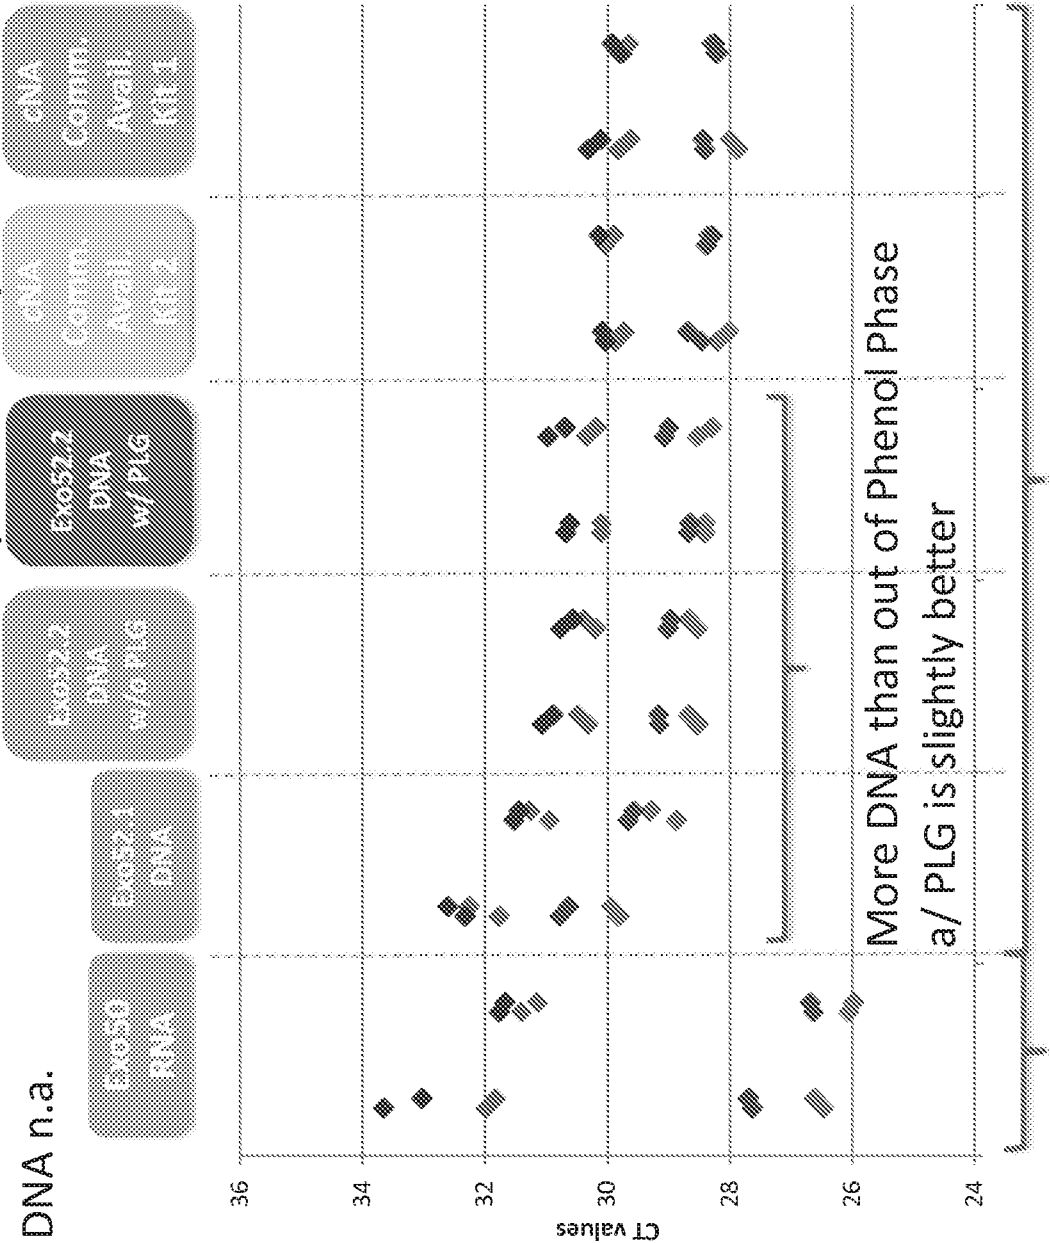 DNA n.a.
Exo50
RNA
Exo52.1
DNA
Exo52.2
DNA
w/o PLG
Exo52.2
DNA
w/ PLG
cNA
Comm.
Avail.
Kit 2
cNA
Comm.
Avail.
Kit 1
CT values
36
34
32
30
28
26
24
More DNA than out of Phenol Phase
a/ PLG is slightly better